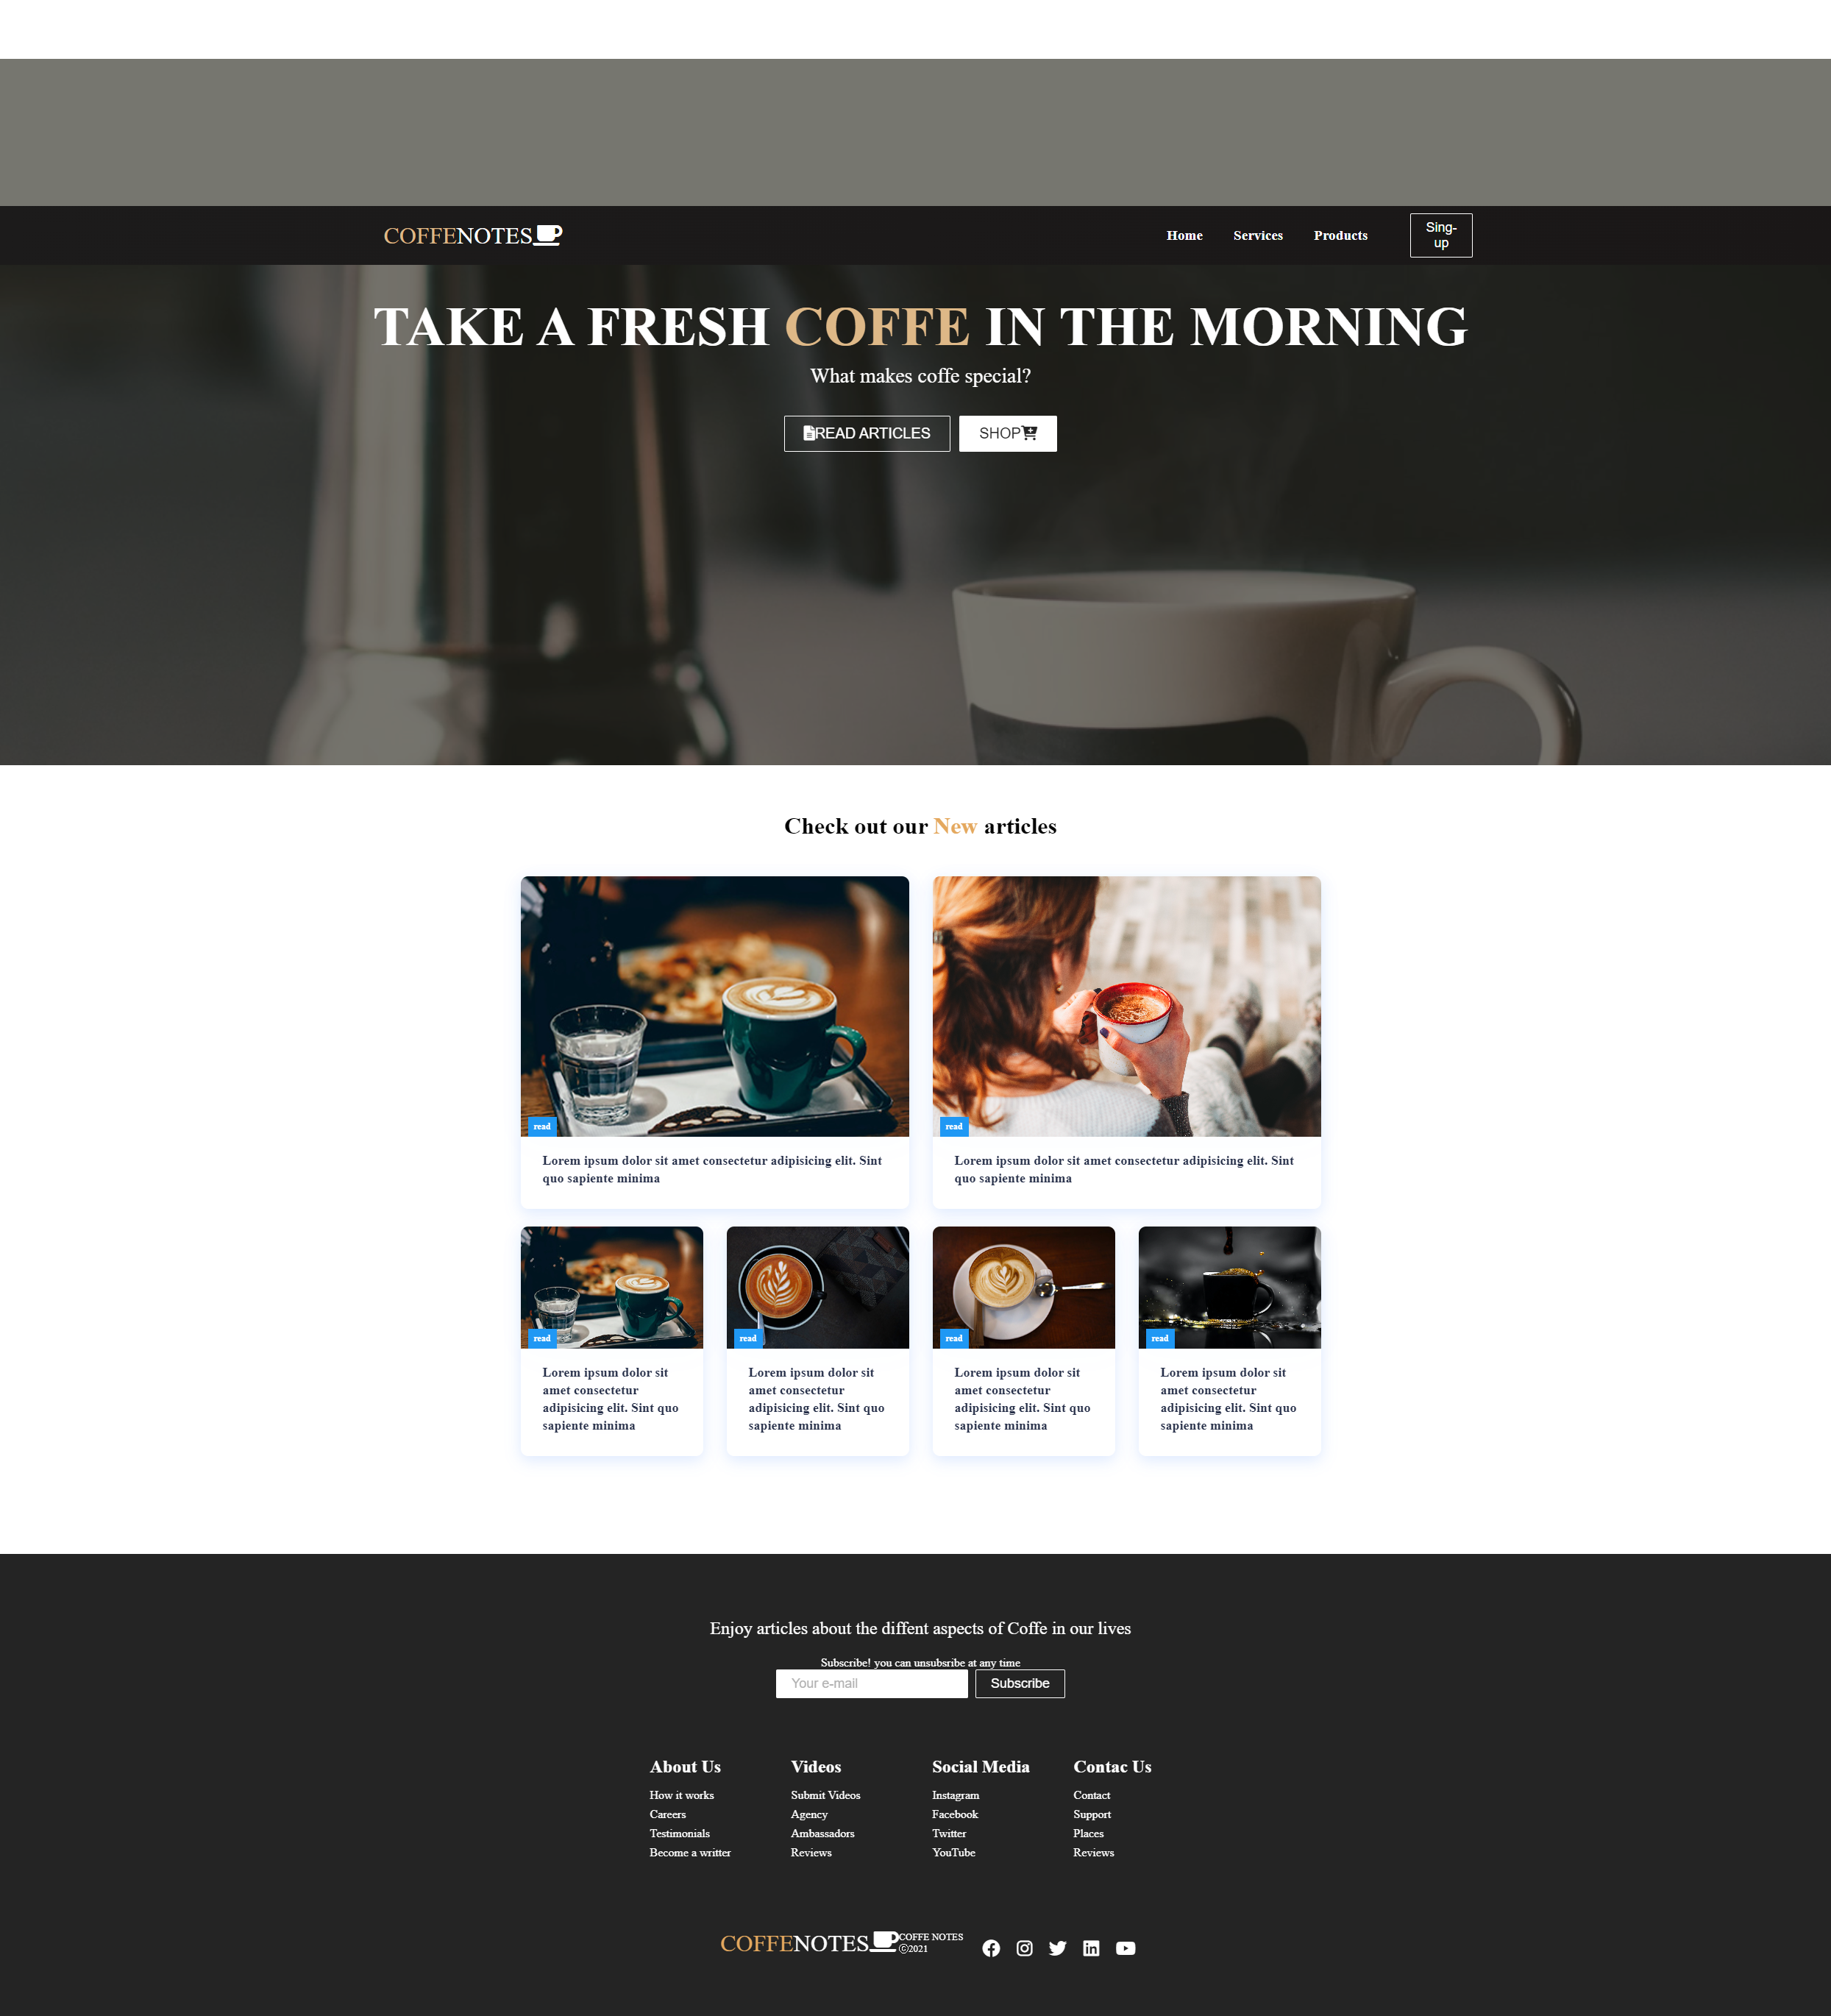 COFFENOTES
Home Services Products
Sing-
up
TAKE A FRESH COFFE IN THE MORNING
What makes coffe special?
READ ARTICLES SHOP
Check out our New articles
read
Lorem ipsum dolor sit amet consectetur adipisicing elit. Sint
quo sapiente minima
read
Lorem ipsum dolor sit amet consectetur adipisicing elit. Sint
quo sapiente minima
read
Lorem ipsum dolor sit
amet consectetur
adipisicing elit. Sint quo
sapiente minima
read
Lorem ipsum dolor sit
amet consectetur
adipisicing elit. Sint quo
sapiente minima
read
Lorem ipsum dolor sit
amet consectetur
adipisicing elit. Sint quo
sapiente minima
read
Lorem ipsum dolor sit
amet consectetur
adipisicing elit. Sint quo
sapiente minima
Enjoy articles about the diffent aspects of Coffe in our lives
Subscribe! you can unsubsribe at any time
Your e-mail Subscribe
About Us
How it works
Careers
Testimonials
Become a writter
Videos
Submit Videos
Agency
Ambassadors
Reviews
Social Media
Instagram
Facebook
Twitter
YouTube
Contac Us
Contact
Support
Places
Reviews
COFFENOTES
COFFE NOTES
©2021